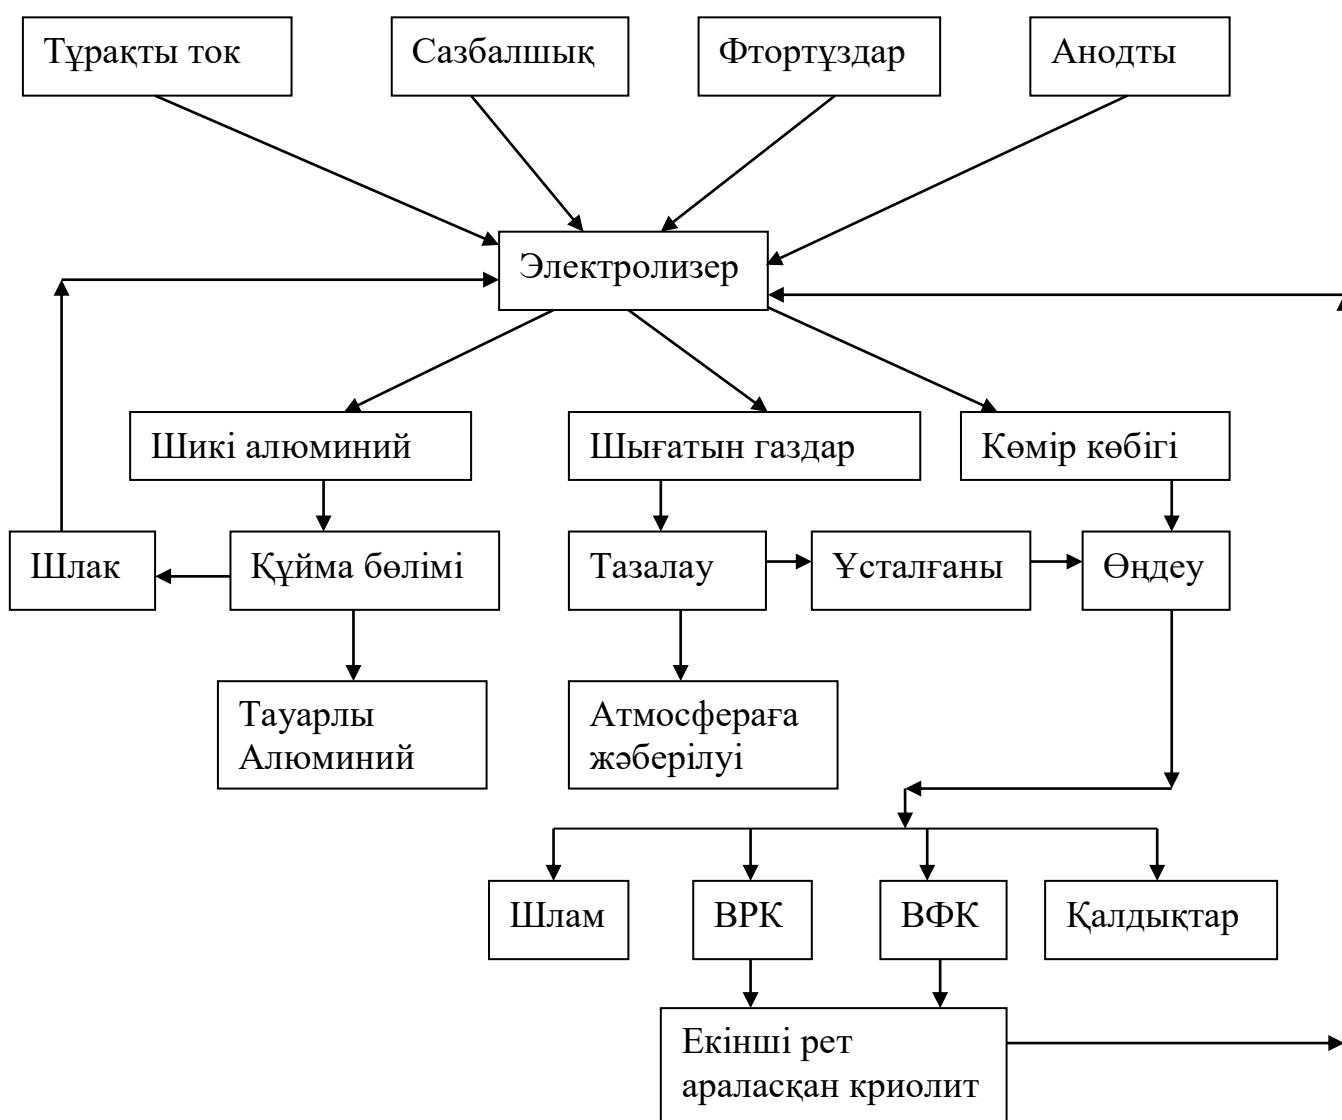 Тұрақты ток
Сазбалшық
Фтортұздар
Анодты
Электролизер
Шикі алюминий
Шығатын газдар
Көмір көбігі
Шлак
Құйма бөлімі
Тазалау
Ұсталғаны
Өңдеу
Тауарлы
Алюминий
Атмосфераға
жәберілуі
Шлам
ВРК
ВФК
Қалдықтар
Екінші рет
араласқан криолит